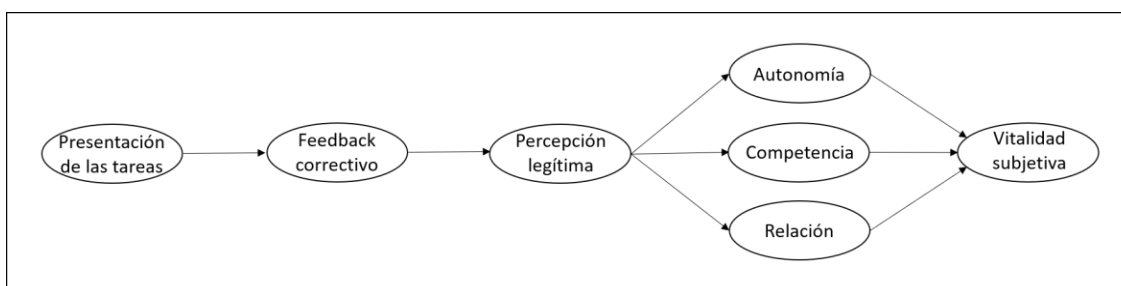 Presentación
de las tareas
Feedback
correctivo
Percepción
legítima
Autonomía
Competencia
Relación
Vitalidad
subjetiva